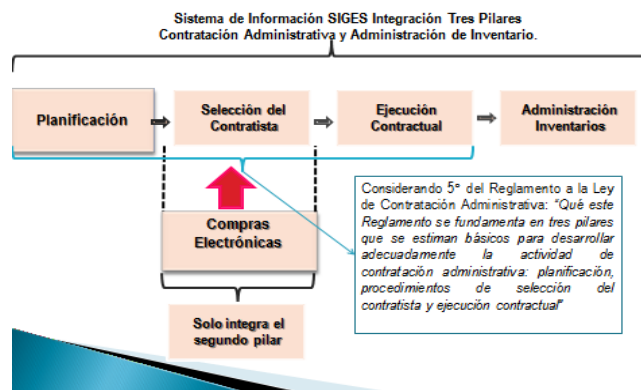 Sistema de Información SIGES Integración Tres Pilares
Contratación Administrativa y Administración de Inventario.
Planificación
Selección del
Contratista
Ejecución
Contractual
Administración
Inventarios
Compras
Electrónicas
Solo integra el
segundo pilar
Considerando 5° del Reglamento a la Ley
de Contratación Administrativa: "Qué este
Reglamento se fundamenta en tres pilares
que se estiman básicos para desarrollar
adecuadamente la actividad de
contratación administrativa: planificación,
procedimientos de selección del
contratista y ejecución contractual"